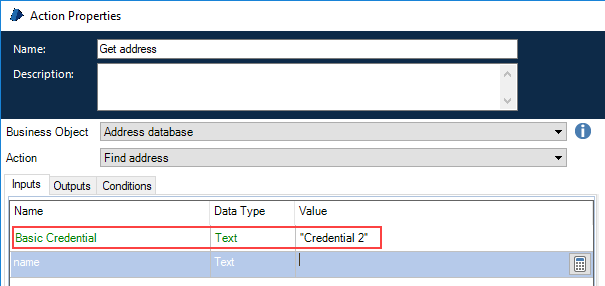 Action Properties
Name: Get address
Description:
Business Object Address database
Action Find address
Inputs Outputs Conditions
Name Data Type Value
Basic Credential Text "Credential 2"
name Text